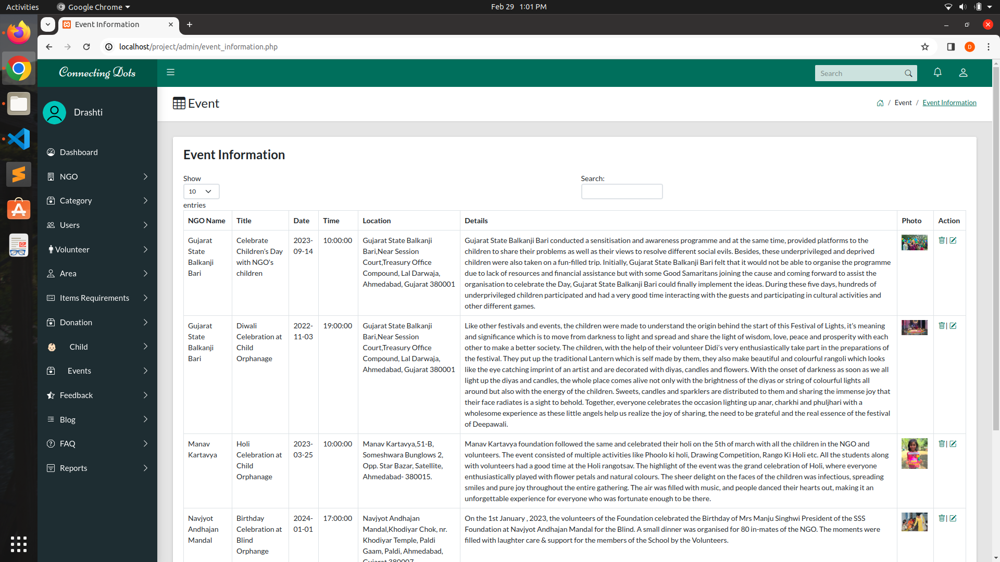 Activities
Google Chrome
Feb 29 1:01 PM
Event Information
localhost/project/admin/event_information.php
D
Connecting Dots
Search
Drashti
Event
/ Event / Event Information
Dashboard
NGO
Category
Users
Volunteer
Area
Items Requirements
Donation
Child
Events
Feedback
Blog
FAQ
Reports
Event Information
Show
10
entries
Search:
NGO Name Title Date Time Location Details Photo Action
Gujarat
State
Balkanji
Bari
Celebrate
Children's Day
with NGO's
children
2023-
09-14
10:00:00
Gujarat State Balkanji
Bari,Near Session
Court,Treasury Office
Compound, Lal Darwaja,
Ahmedabad, Gujarat 380001
Gujarat State Balkanji Bari conducted a sensitisation and awareness programme and at the same time, provided platforms to the
children to share their problems as well as their views to resolve different social evils. Besides, these underprivileged and deprived
children were also taken on a fun-filled trip. Initially, Gujarat State Balkanji Bari felt that it would not be able to organise the programme
due to lack of resources and financial assistance but with some Good Samaritans joining the cause and coming forward to assist the
organisation to celebrate the Day, Gujarat State Balkanji Bari could finally implement the ideas. During these five days, hundreds of
underprivileged children participated and had a very good time interacting with the guests and participating in cultural activities and
other different games.
|
Gujarat
State
Balkanji
Bari
Diwali
Celebration at
Child
Orphanage
2022-
11-03
19:00:00
Gujarat State Balkanji
Bari,Near Session
Court,Treasury Office
Compound, Lal Darwaja,
Ahmedabad, Gujarat 380001
Like other festivals and events, the children were made to understand the origin behind the start of this Festival of Lights, it's meaning
and significance which is to move from darkness to light and spread and share the light of wisdom, love, peace and prosperity with each
other to make a better society. The children, with the help of their volunteer Didi's very enthusiastically take part in the preparations of
the festival. They put up the traditional Lantern which is self made by them, they also make beautiful and colourful rangoli which looks
like the eye catching imprint of an artist and are decorated with diyas, candles and flowers. With the onset of darkness as soon as we all
light up the diyas and candles, the whole place comes alive not only with the brightness of the diyas or string of colourful lights all
around but also with the energy of the children. Sweets, candles and sparklers are distributed to them and sharing the immense joy that
their face radiates is a sight to behold. Together, everyone celebrates the occasion lighting up anar, charkhi and phuljhari with a
wholesome experience as these little angels help us realize the joy of sharing, the need to be grateful and the real essence of the festival
of Deepawali.
|
Manav
Kartavya
Holi
Celebration at
Child
Orphanage
2023-
03-25
10:00:00
Manav Kartavya,51-B,
Someshwara Bunglows 2,
Opp. Star Bazar, Satellite,
Ahmedabad- 380015.
Manav Kartavya foundation followed the same and celebrated their holi on the 5th of march with all the children in the NGO and
volunteers. The event consisted of multiple activities like Phoolo ki holi, Drawing Competition, Rango Ki Holi etc. All the students along
with volunteers had a good time at the Holi rangotsav. The highlight of the event was the grand celebration of Holi, where everyone
enthusiastically played with flower petals and natural colours. The sheer delight on the faces of the children was infectious, spreading
smiles and pure joy throughout the entire gathering. The air was filled with music, and people danced their hearts out, making it an
unforgettable experience for everyone who was fortunate enough to be there.
|
Navjyot
Andhajan
Mandal
Birthday
Celebration at
Blind
Orphange
2024-
01-01
17:00:00
Navjyot Andhajan
Mandal,Khodiyar Chok, nr.
Khodiyar Temple, Paldi
Gaam, Paldi, Ahmedabad,
Gujarat 380007
On the 1st January , 2023, the volunteers of the Foundation celebrated the Birthday of Mrs Manju Singhwi President of the SSS
Foundation at Navjyot Andhajan Mandal for the Blind. A small dinner was organised for 80 in-mates of the NGO. The moments were
filled with laughter care & support for the members of the School by the Volunteers.
|